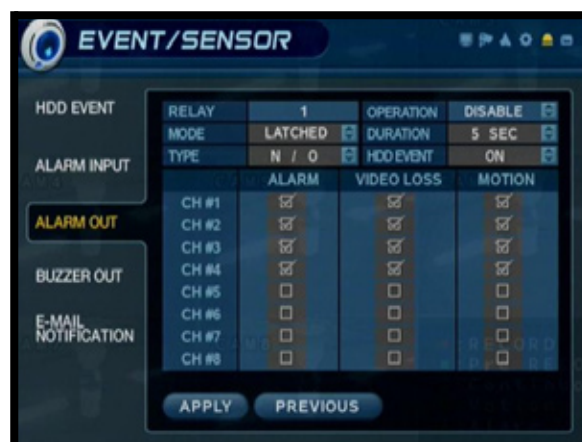 EVENT/SENSOR
HDD EVENT
ALARM INPUT
ALARM OUT
BUZZER OUT
E-MAIL
NOTIFICATION
RELAY 1 OPERATION DISABLE
MODE LATCHED DURATION 5 SEC
TYPE N / O HDD EVENT ON
ALARM VIDEO LOSS MOTION
CH #1
CH #2
CH #3
CH #4
CH #5
CH #6
CH #7
CH #8
APPLY PREVIOUS